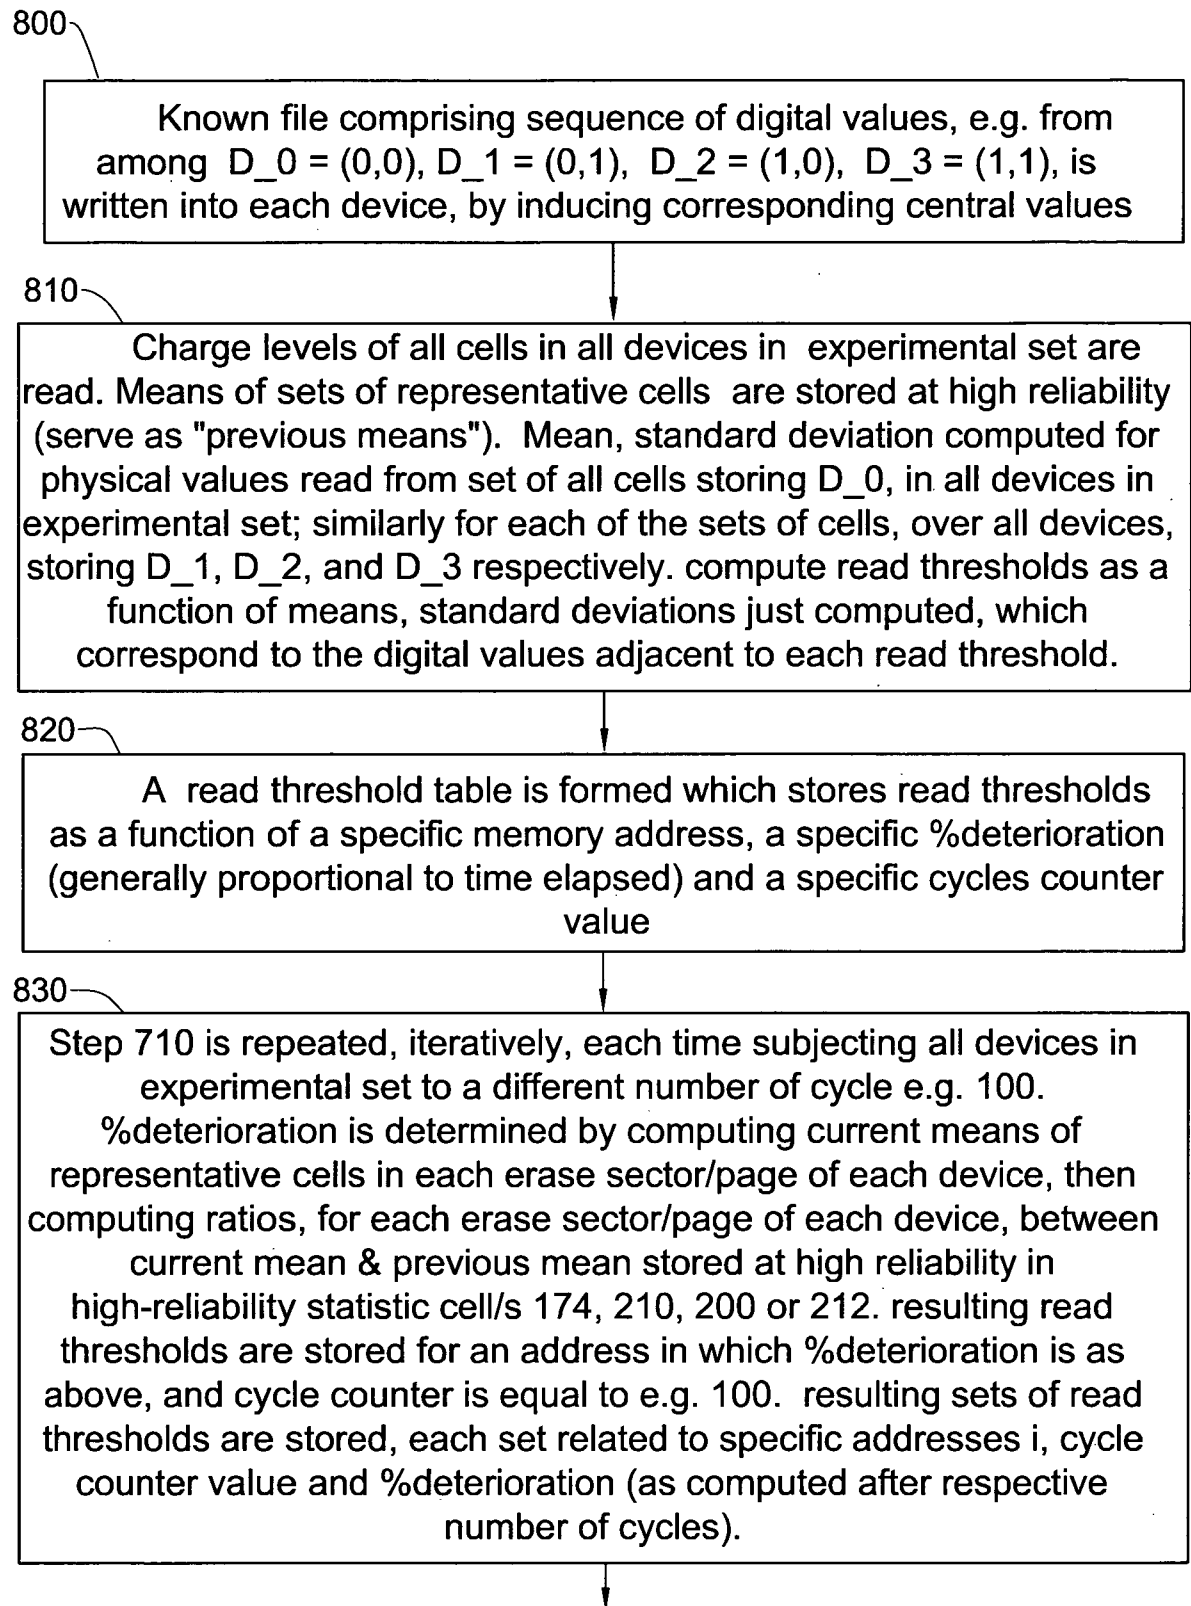 800
Known file comprising sequence of digital values, e.g. from
among D_0 = (0,0), D_1 = (0,1), D_2 = (1,0), D_3 = (1,1), is
written into each device, by inducing corresponding central values
810
Charge levels of all cells in all devices in experimental set are
read. Means of sets of representative cells are stored at high reliability
(serve as "previous means"). Mean, standard deviation computed for
physical values read from set of all cells storing D_0, in all devices in
experimental set; similarly for each of the sets of cells, over all devices,
storing D_1, D_2, and D_3 respectively. compute read thresholds as a
function of means, standard deviations just computed, which
correspond to the digital values adjacent to each read threshold.
820
A read threshold table is formed which stores read thresholds
as a function of a specific memory address, a specific %deterioration
(generally proportional to time elapsed) and a specific cycles counter
value
830
Step 710 is repeated, iteratively, each time subjecting all devices in
experimental set to a different number of cycle e.g. 100.
%deterioration is determined by computing current means of
representative cells in each erase sector/page of each device, then
computing ratios, for each erase sector/page of each device, between
current mean & previous mean stored at high reliability in
high-reliability statistic cell/s 174, 210, 200 or 212. resulting read
thresholds are stored for an address in which %deterioration is as
above, and cycle counter is equal to e.g. 100. resulting sets of read
thresholds are stored, each set related to specific addresses i, cycle
counter value and %deterioration (as computed after respective
number of cycles).